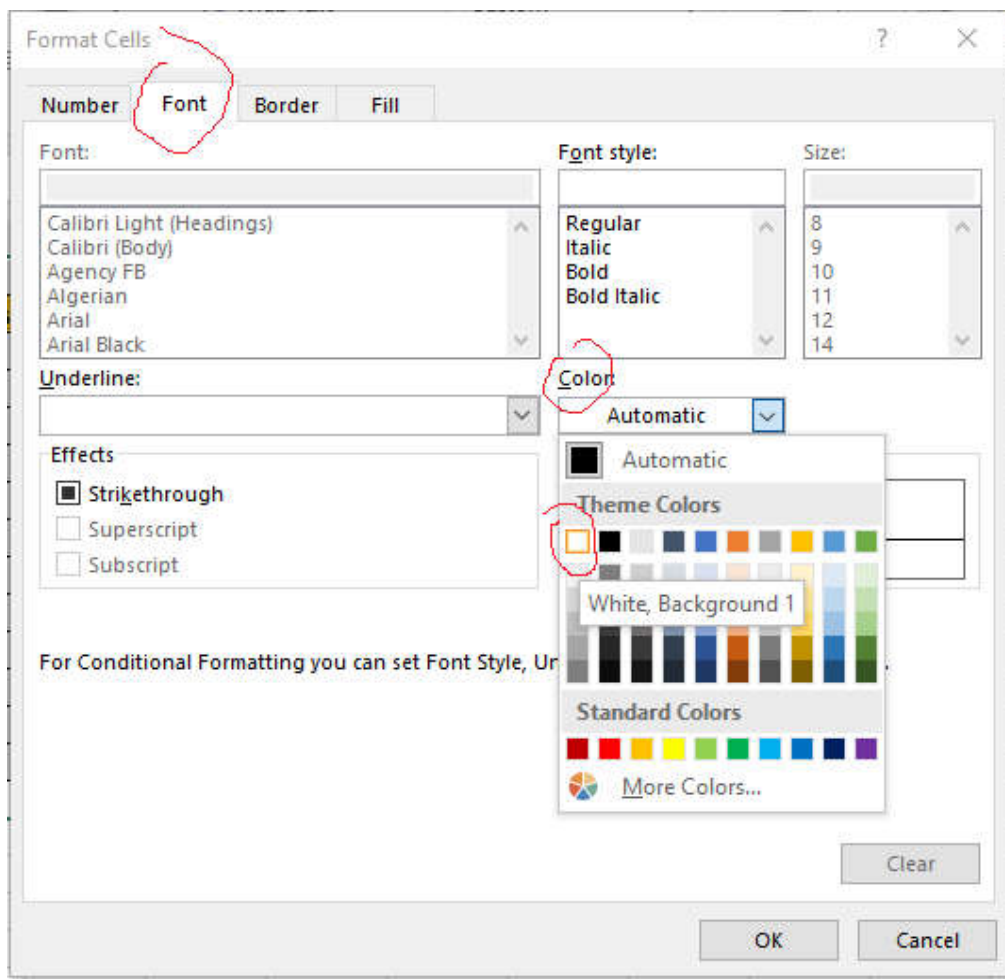 Format Cells ? ×
Number Font Border Fill
Font: Font style: Size:
Calibri Light (Headings) Regular 8
Calibri (Body) Italic 9
Agency FB Bold 10
Algerian Bold Italic 11
Arial 12
Arial Black 14
Underline: Color:
Automatic
Effects Automatic
Strikethrough Theme Colors
Superscript
Subscript
White, Background 1
For Conditional Formatting you can set Font Style, Un
Standard Colors
More Colors...
Clear
OK Cancel